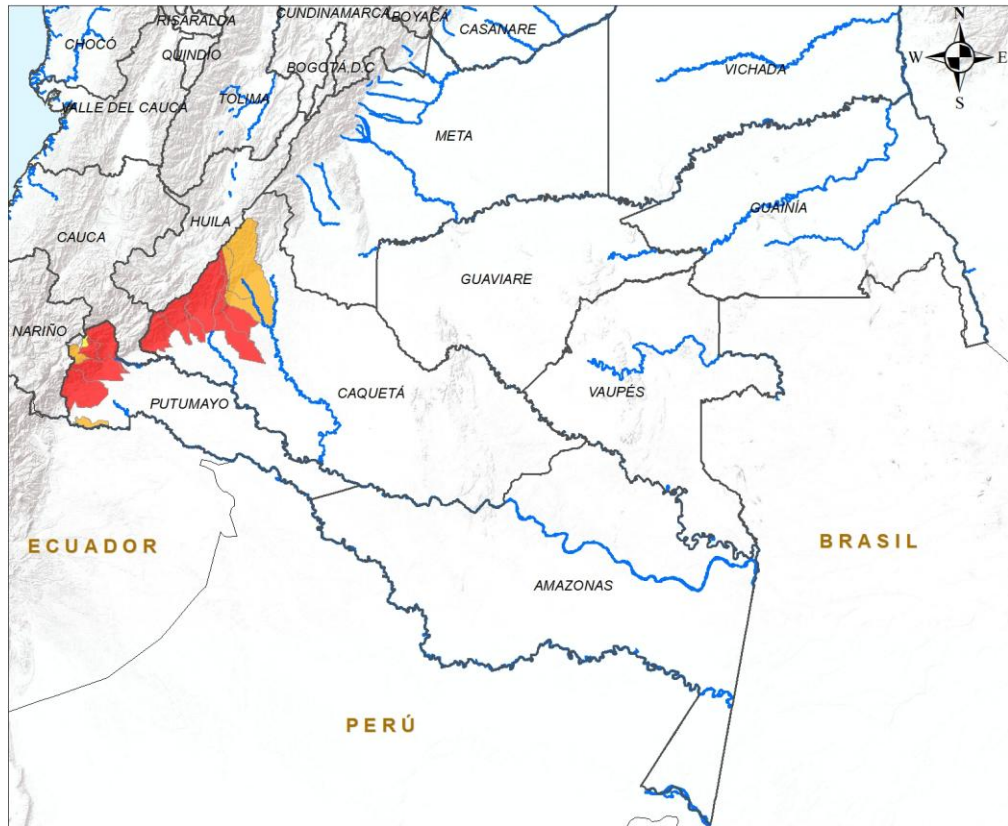 RISARALDA
CUNDINAMARCA
BOYACÁ
CASANARE
N
CHOCÓ
QUINDÍO
BOGOTÁ D.C
W
E
VICHADA
VALLE DEL CAUCA
TOLIMA
S
META
HUILA
GUAINÍA
CAUCA
GUAVIARE
NARIÑO
CAQUETÁ
VAUPÉS
PUTUMAYO
ECUADOR
BRASIL
AMAZONAS
PERÚ